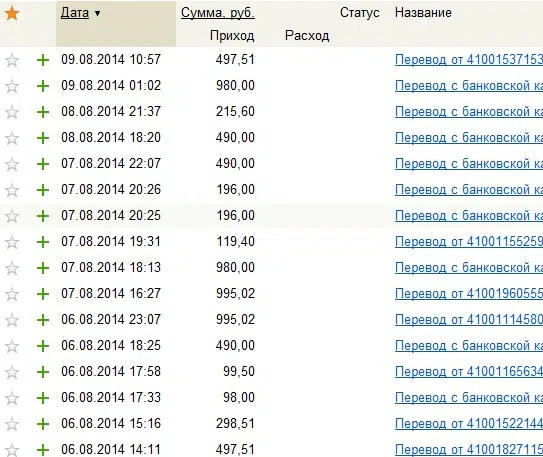 Дата ▼ Сумма, руб. Статус Название
Приход Расход
09.08.2014 10:57 497,51 Перевод от 41001537153
09.08.2014 01:02 980,00 Перевод с банковской ка
08.08.2014 21:37 215,60 Перевод с банковской ка
08.08.2014 18:20 490,00 Перевод с банковской ка
07.08.2014 22:07 490,00 Перевод с банковской ка
07.08.2014 20:26 196,00 Перевод с банковской ка
07.08.2014 20:25 196,00 Перевод с банковской ка
07.08.2014 19:31 119,40 Перевод от 41001155259
07.08.2014 18:13 980,00 Перевод с банковской ка
07.08.2014 16:27 995,02 Перевод от 41001960555
06.08.2014 23:07 995,02 Перевод от 41001114580
06.08.2014 18:25 490,00 Перевод с банковской ка
06.08.2014 17:58 99,50 Перевод от 41001165634
06.08.2014 17:33 98,00 Перевод с банковской ка
06.08.2014 15:16 298,51 Перевод от 41001522144
06.08.2014 14:11 497,51 Перевод от 41001827115